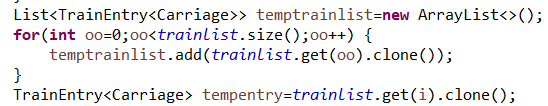 List<TrainEntry<Carriage>> temptrainlist=new ArrayList<>();
for(int oo=0;oo<trainlist.size();oo++) {
temptrainlist.add(trainlist.get(oo).clone());
}
TrainEntry<Carriage> tempentry=trainlist.get(i).clone();